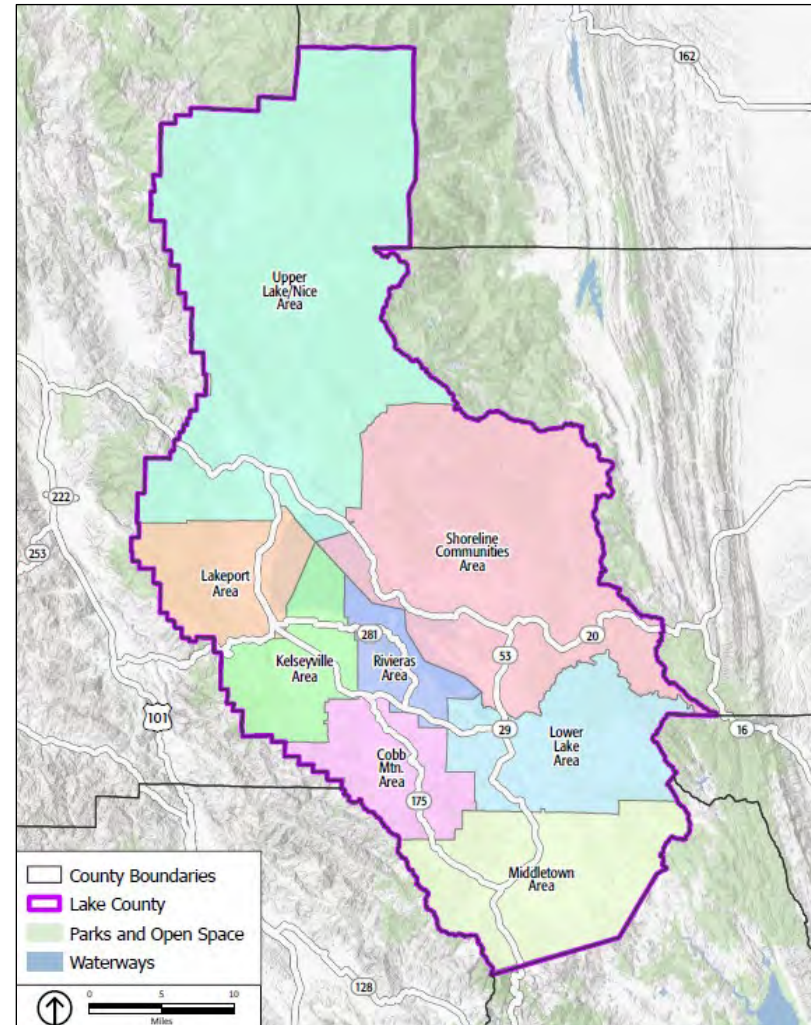 162
Upper
Lake/Nice
Area
222
253
Shoreline
Communities
Area
Lakeport
Area
281
20
53
Kelseyville
Area
Rivieras
Area
101
16
29
Lower
Lake
Area
Cobb
Mtn.
Area
175
Middletown
Area
County Boundaries
Lake County
Parks and Open Space
Waterways
128
0 5 10
Miles